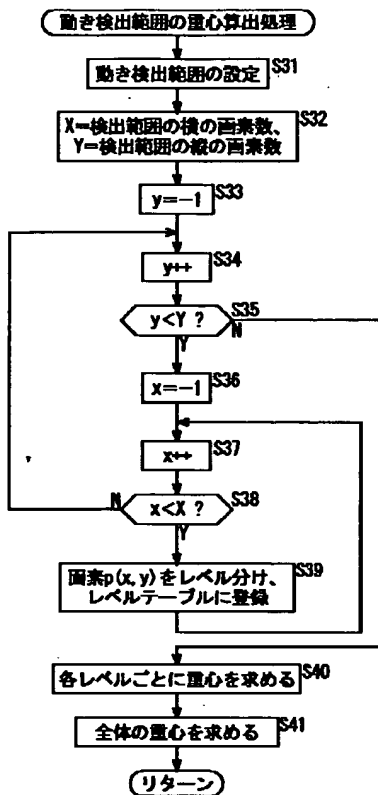 動き検出範囲の重心算出処理
S31
動き検出範囲の設定
S32
X=検出範囲の横の画素数、
Y=検出範囲の縦の画素数
S33
y=-1
S34
y++
S35
y<Y ?
N
Y
S36
x=-1
S37
x++
S38
N
x<X ?
Y
S39
画素p(x, y)をレベル分け、
レベルテーブルに登録
S40
各レベルごとに重心を求める
S41
全体の重心を求める
リターン